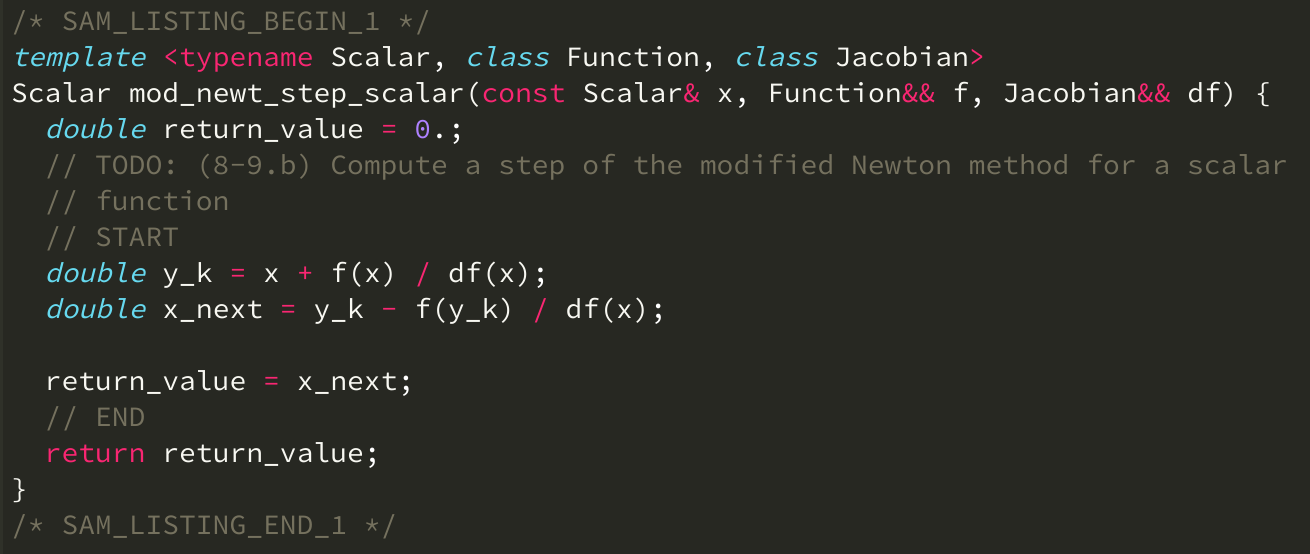 /* SAM_LISTING_BEGIN_1 */
template <typename Scalar, class Function, class Jacobian>
Scalar mod_newt_step_scalar(const Scalar& x, Function&& f, Jacobian&& df) {
  double return_value = 0.;
  // TODO: (8-9.b) Compute a step of the modified Newton method for a scalar
  // function
  // START
  double y_k = x + f(x) / df(x);
  double x_next = y_k - f(y_k) / df(x);

  return_value = x_next;
  // END
  return return_value;
}
/* SAM_LISTING_END_1 */